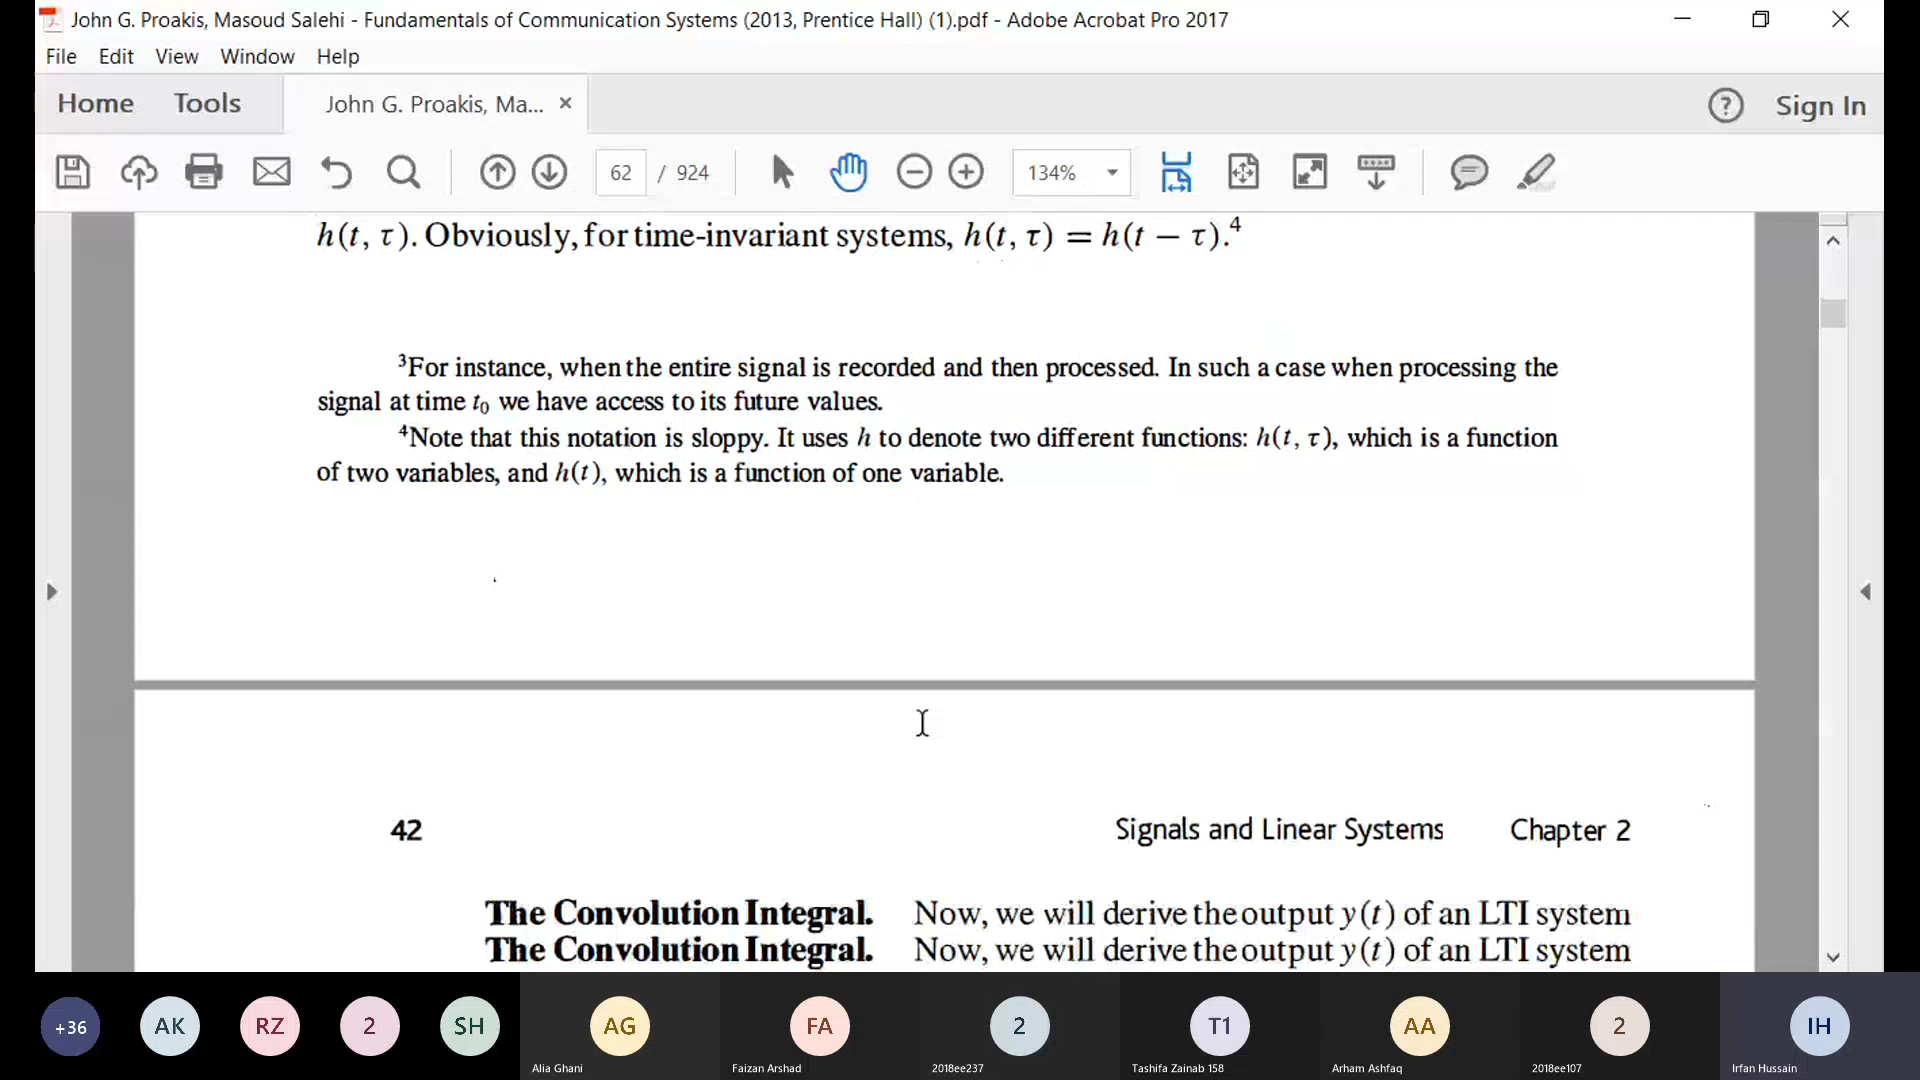 John G. Proakis, Masoud Salehi - Fundamentals of Communication Systems (2013, Prentice Hall) (1).pdf - Adobe Acrobat Pro 2017
File Edit View Window Help
Home Tools John G. Proakis, Ma... × ? Sign In
62 / 924 134%
h(t, τ). Obviously, for time-invariant systems, h(t, τ) = h(t − τ).⁴
³For instance, when the entire signal is recorded and then processed. In such a case when processing the
signal at time t₀ we have access to its future values.
⁴Note that this notation is sloppy. It uses h to denote two different functions: h(t, τ), which is a function
of two variables, and h(t), which is a function of one variable.
42 Signals and Linear Systems Chapter 2
The Convolution Integral. Now, we will derive the output y(t) of an LTI system
The Convolution Integral. Now, we will derive the output y(t) of an LTI system
+36 AK RZ 2 SH AG FA 2 T1 AA 2 IH
Alia Ghani Faizan Arshad 2018ee237 Tashifa Zainab 158 Arham Ashfaq 2018ee107 Irfan Hussain